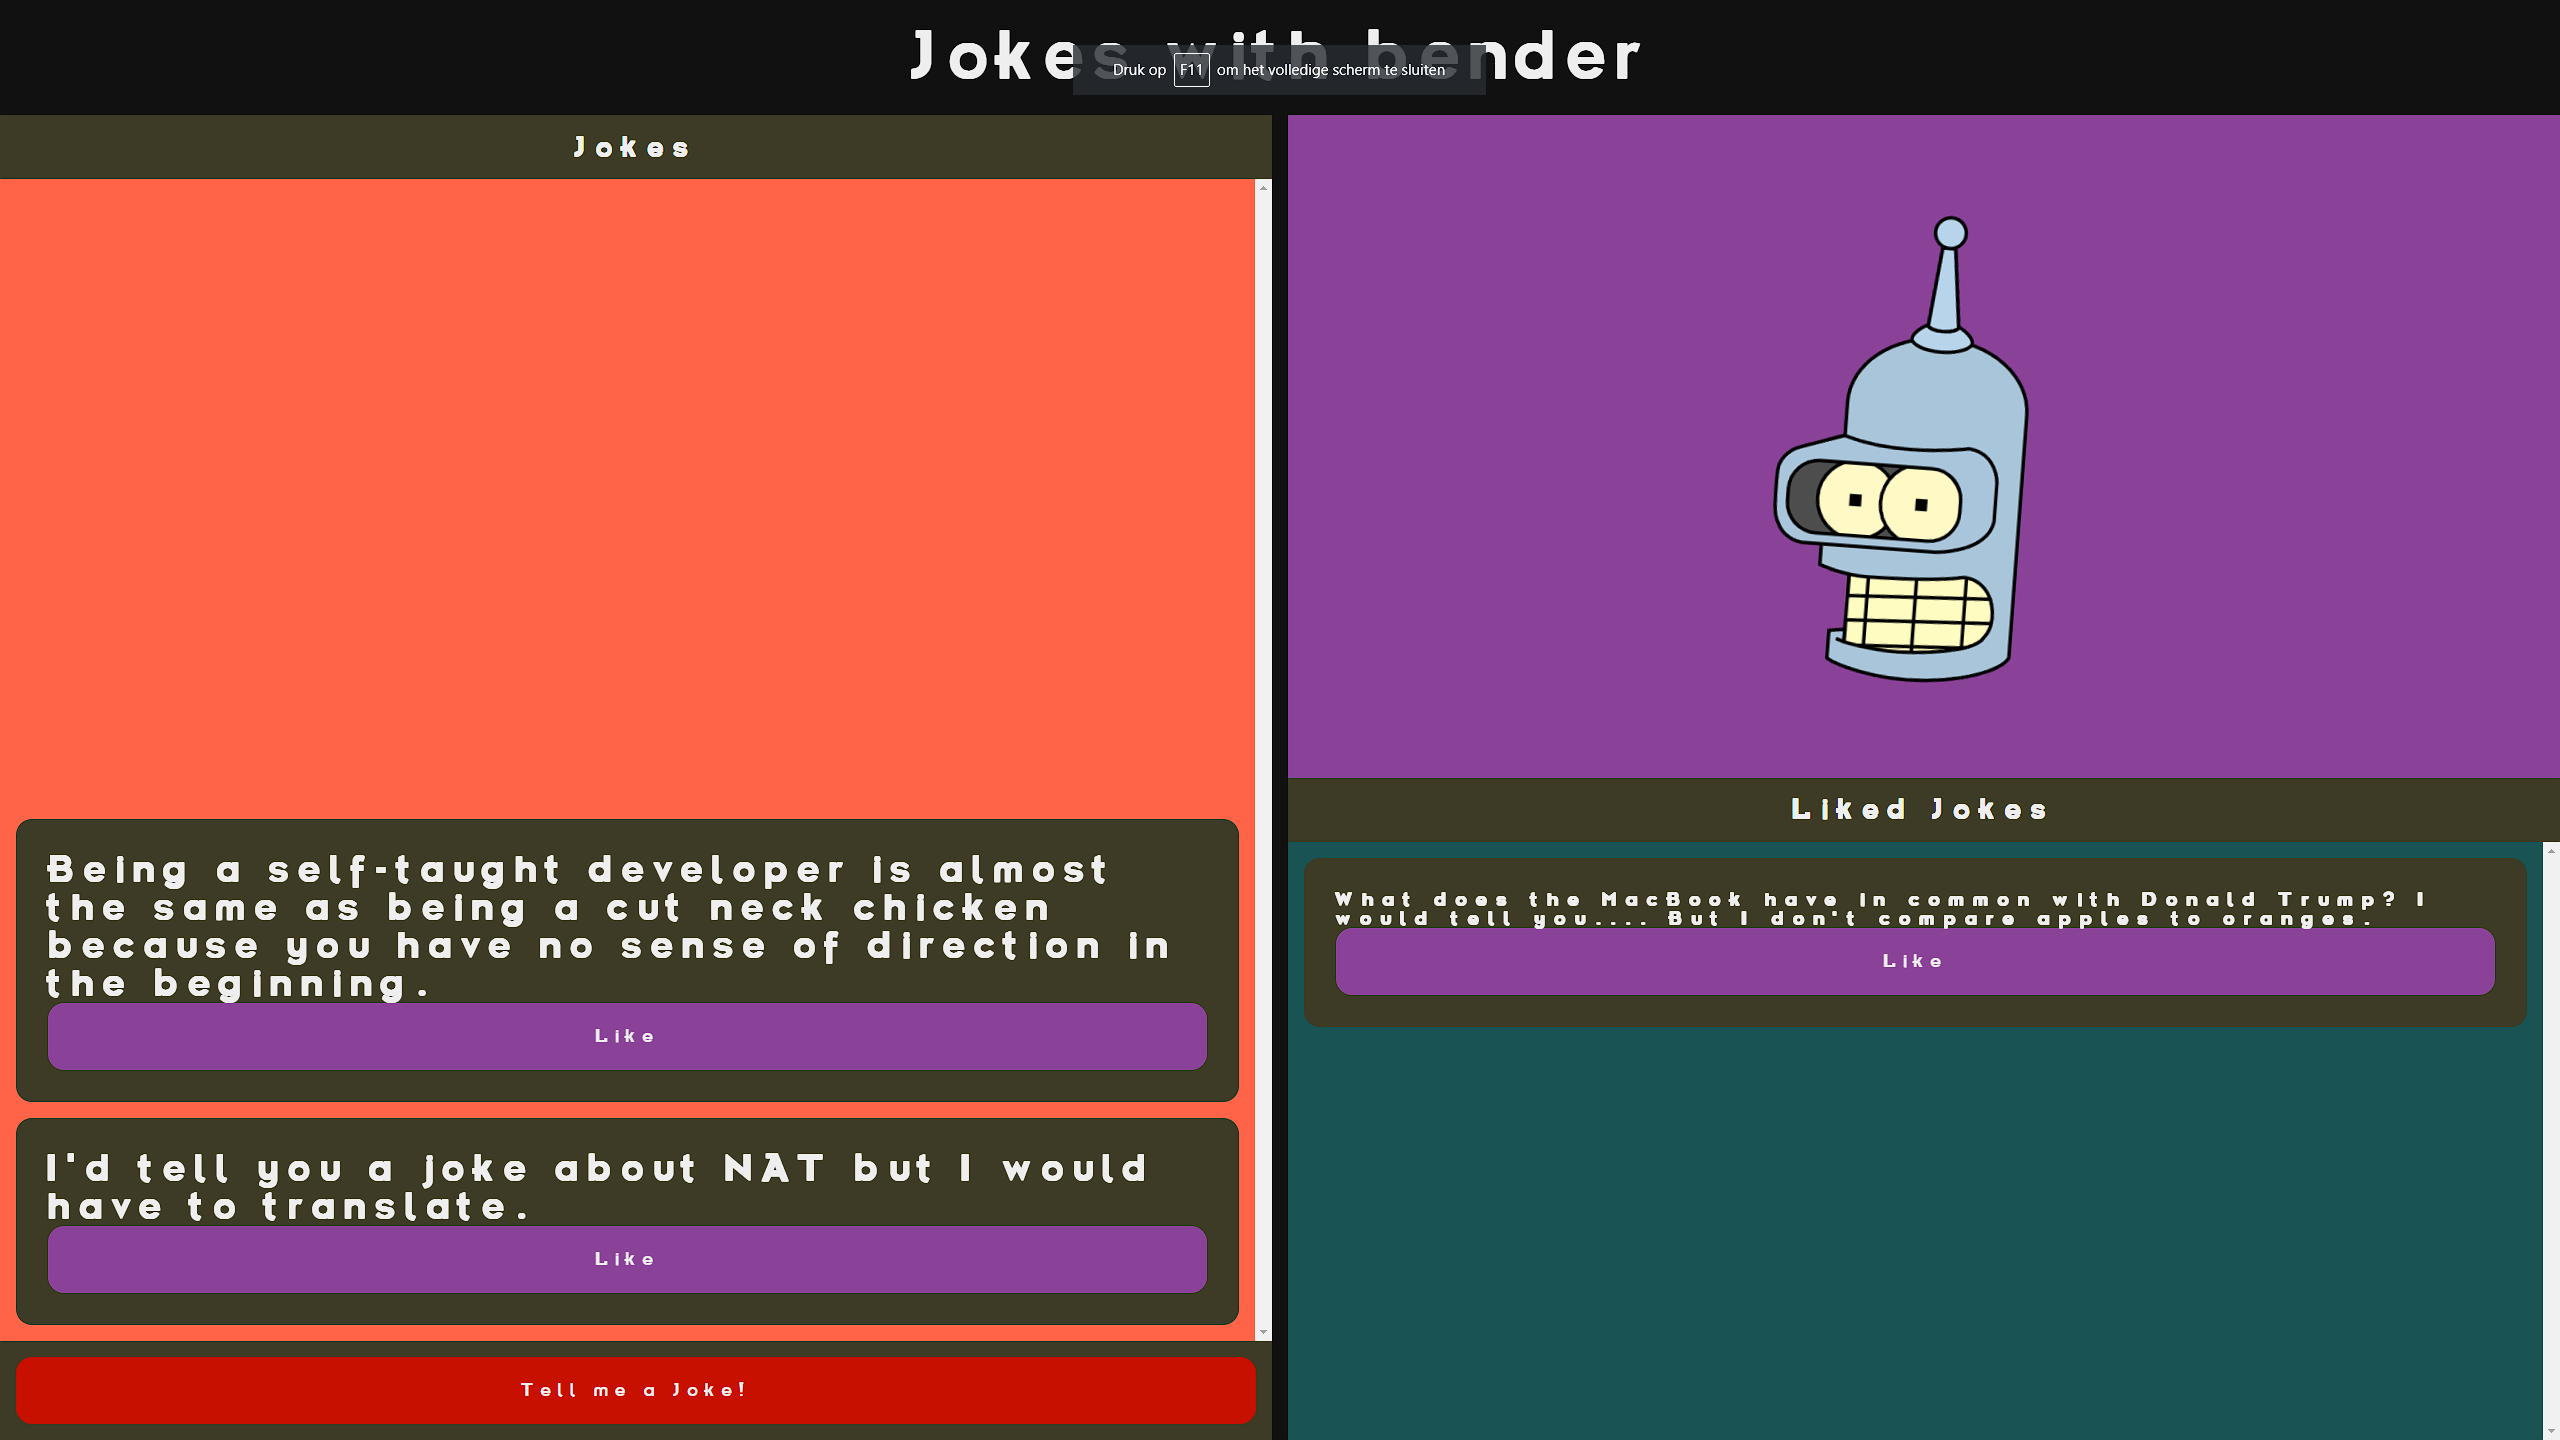 Jokes with bender
Druk op F11 om het volledige scherm te sluiten
Jokes
Being a self-taught developer is almost
the same as being a cut neck chicken
because you have no sense of direction in
the beginning.
Like
I'd tell you a joke about NAT but I would
have to translate.
Like
Tell me a Joke!
Liked Jokes
What does the MacBook have in common with Donald Trump? I
would tell you.... But I don't compare apples to oranges.
Like